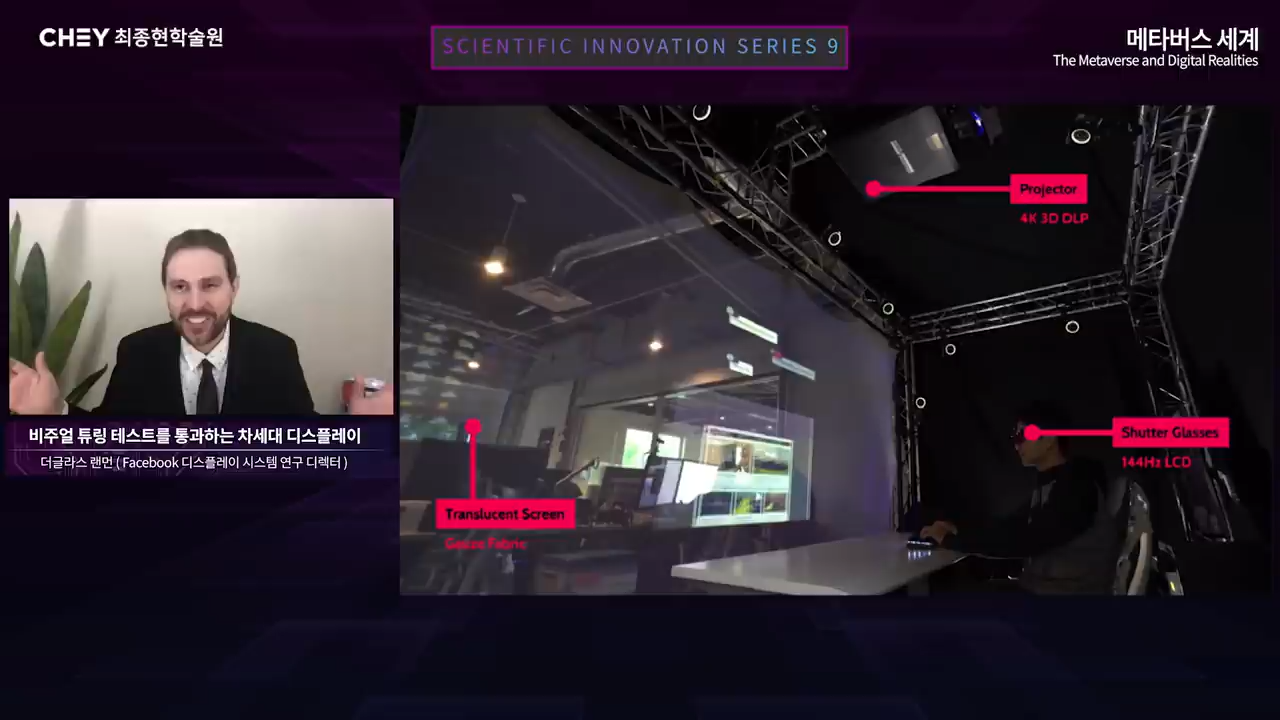 CHEY 최종현학술원
SCIENTIFIC INNOVATION SERIES 9
메타버스 세계
The Metaverse and Digital Realities
Projector
4K 3D DLP
Shutter Glasses
144Hz LCD
Translucent Screen
Gauze Fabric
비주얼 튜링 테스트를 통과하는 차세대 디스플레이
더글라스 랜먼 ( Facebook 디스플레이 시스템 연구 디렉터 )